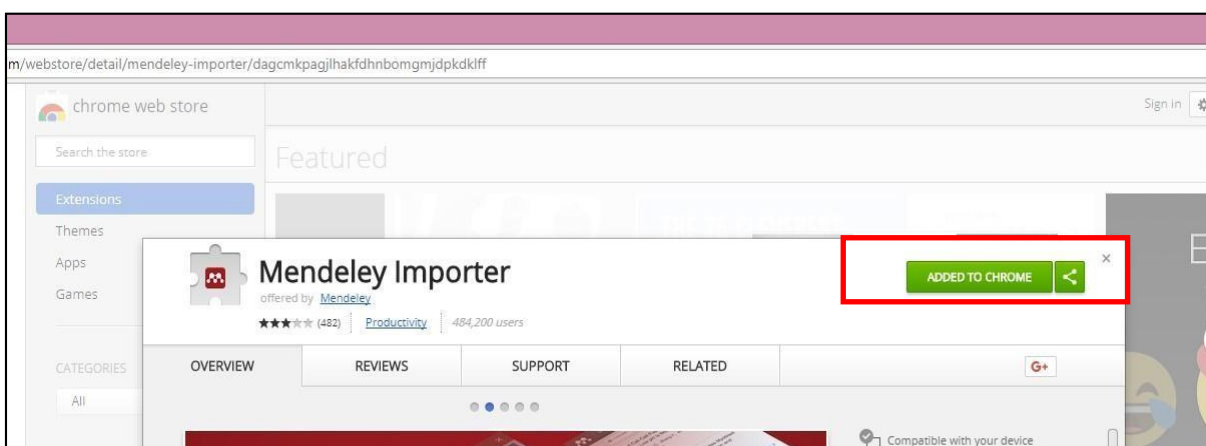 m/webstore/detail/mendeley-importer/dagcmkpagjlhakfdhnbomgmjdpkdklff
chrome web store
Sign in
Search the store
Featured
Extensions
Themes
Apps
Games
CATEGORIES
All
Mendeley Importer
ADDED TO CHROME
offered by Mendeley
(482) Productivity 484,200 users
OVERVIEW REVIEWS SUPPORT RELATED
G+
Compatible with your device